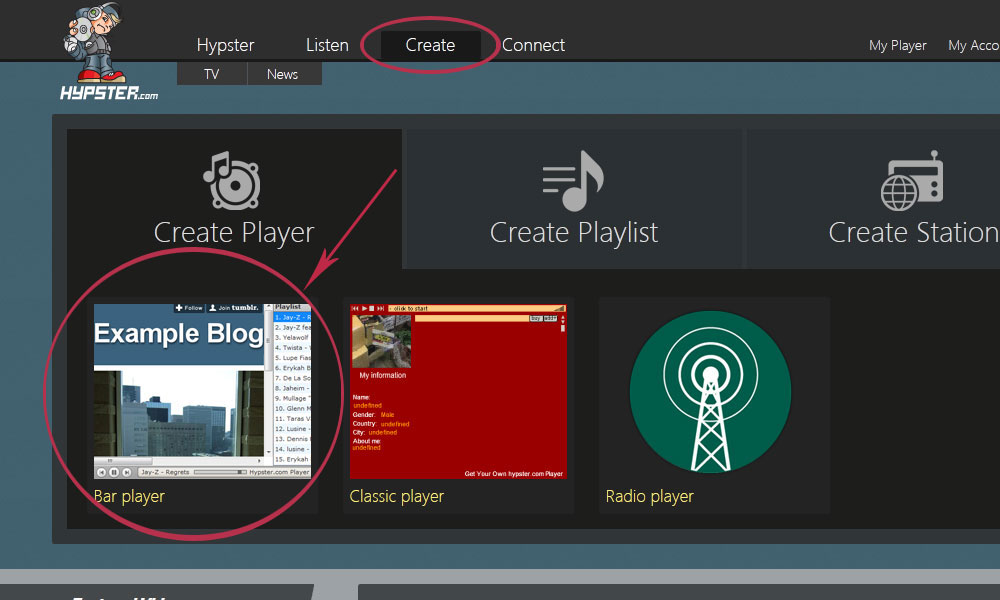 Hypster Listen Create Connect
My Player My Acco
TV News
HYPSTER.com
Create Player Create Playlist Create Station
Follow Join tumblr.
Example Blog
Playlist
1. Jay-Z - R
2. Jay-Z fea
3. Yelawolf
4. Twista -
5. Lupe Fias
6. Erykah B
7. De La So
8. Jaheim -
9. Mullage "
10. Glenn M
11. Taras V
12. Lusine -
13. Dennis
14. lusine -
15. Erykah
Jay-Z - Regrets Hypster.com Player
Bar player
click to start
buy add+
My information
Name:
undefined
Gender: Male
Country: undefined
City: undefined
About me:
undefined
Get Your Own hypster.com Player
Classic player
Radio player